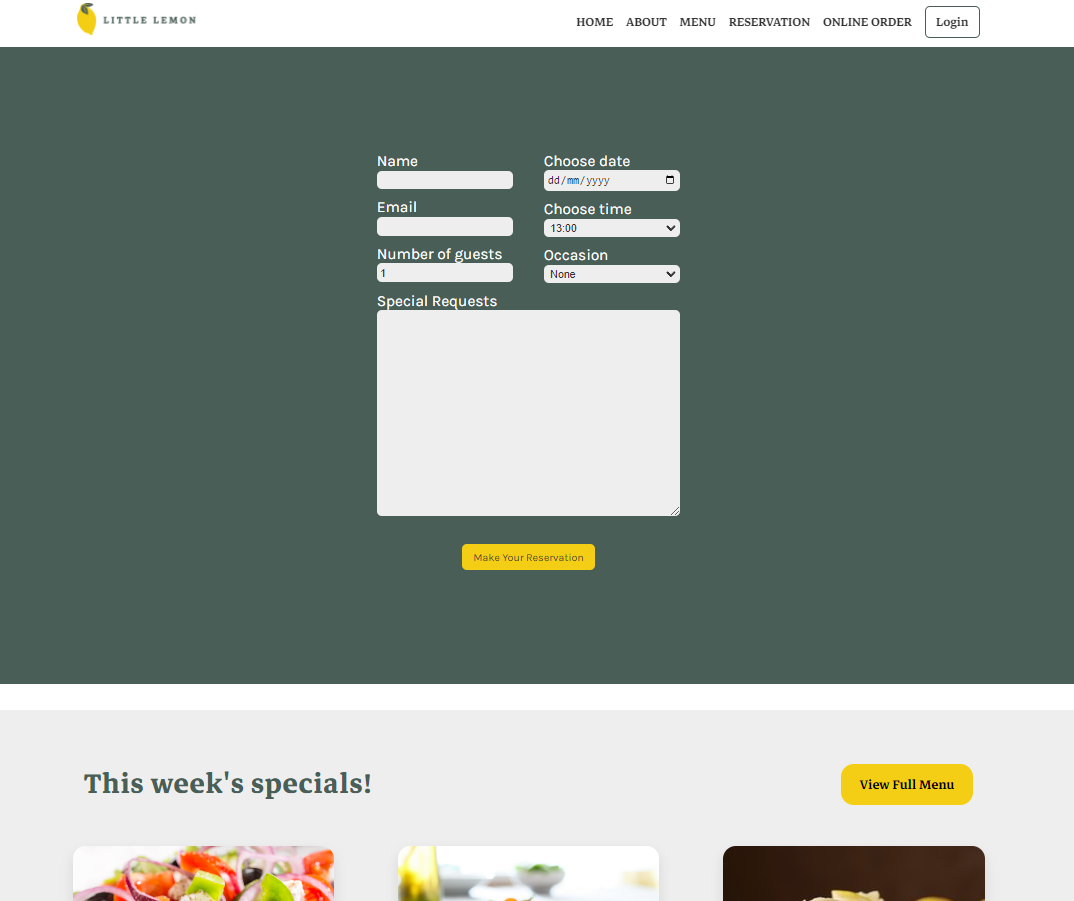 LITTLE LEMON
HOME ABOUT MENU RESERVATION ONLINE ORDER Login
Name
Choose date
dd/mm/yyyy
Email
Choose time
13:00
Number of guests
1
Occasion
None
Special Requests
Make Your Reservation
This week's specials!
View Full Menu